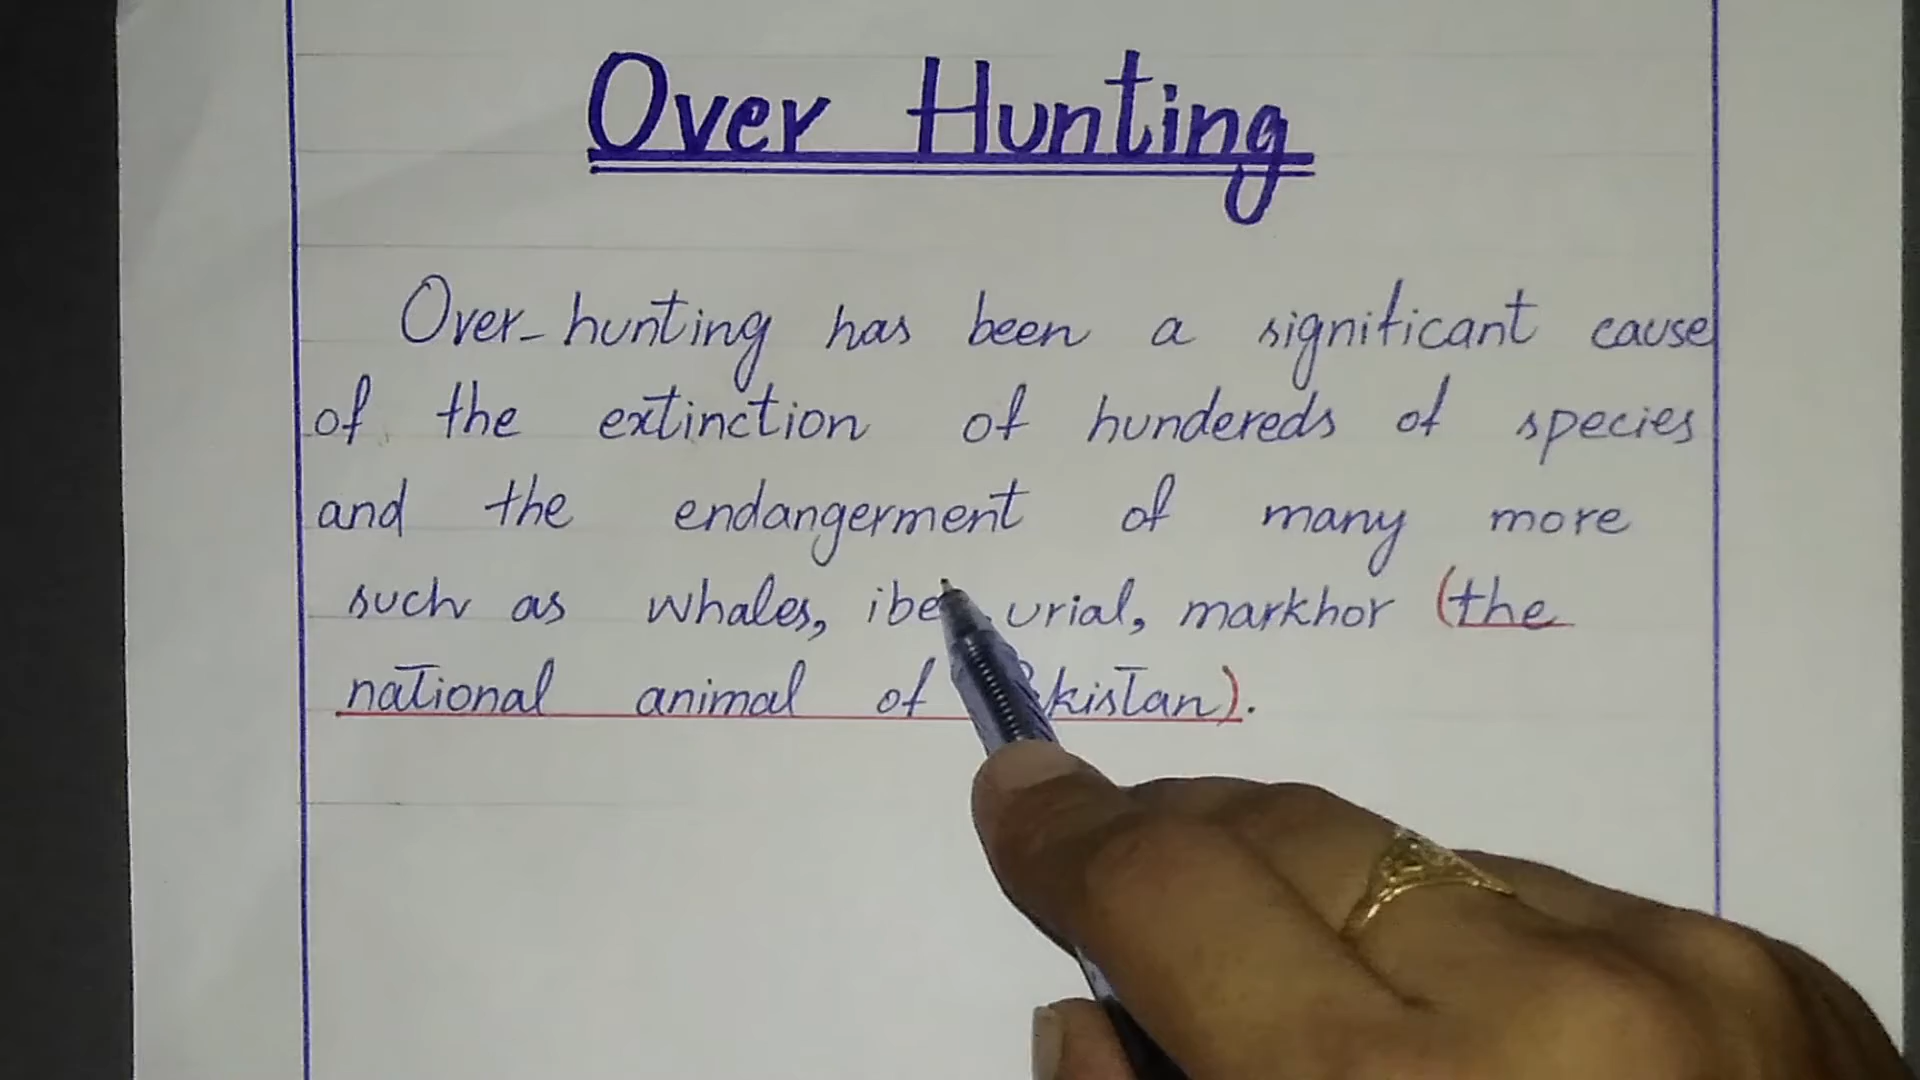 Over Hunting
Over-hunting has been a significant cause
of the extinction of hundereds of species
and the endangerment of many more
such as whales, urial, markhor (the
national animal of